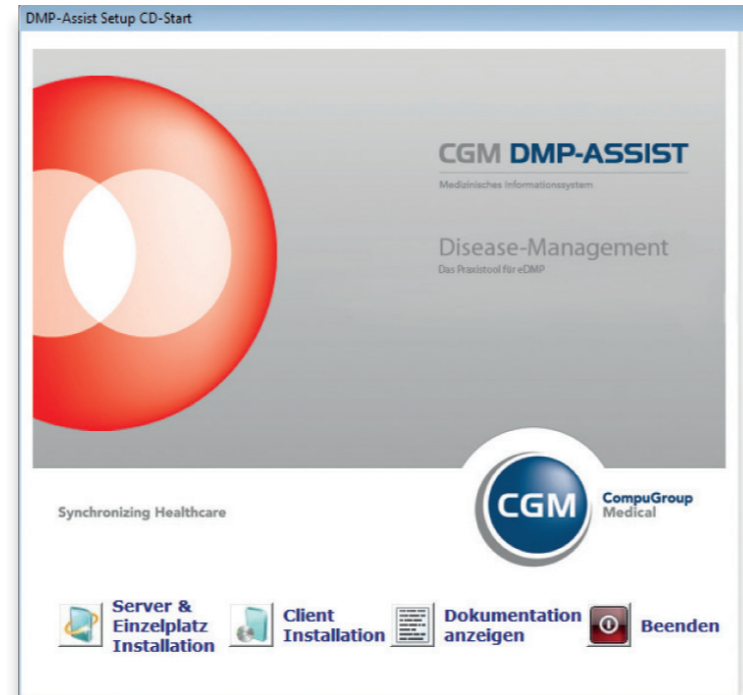 DMP-Assist Setup CD-Start
CGM DMP-ASSIST
Medizinisches Informationssystem
Disease-Management
Das Praxistool für eDMP
Synchronizing Healthcare
CGM
CompuGroup
Medical
Server &
Einzelplatz
Installation
Client
Installation
Dokumentation
anzeigen
Beenden